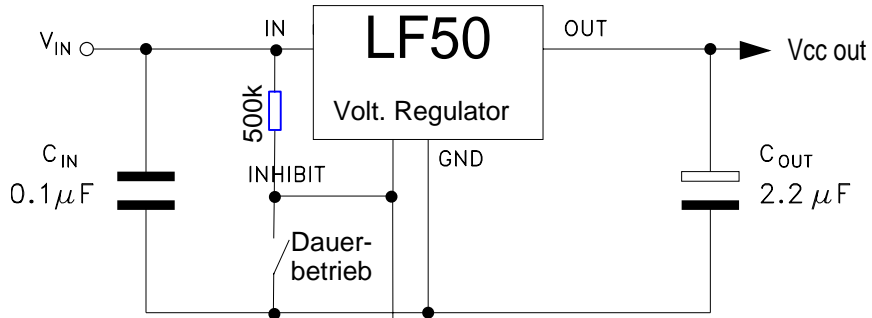 V_IN
IN
LF50
OUT
Vcc out
500k
Volt. Regulator
C_IN
0.1µF
INHIBIT
GND
C_OUT
2.2 µF
Dauer-
betrieb